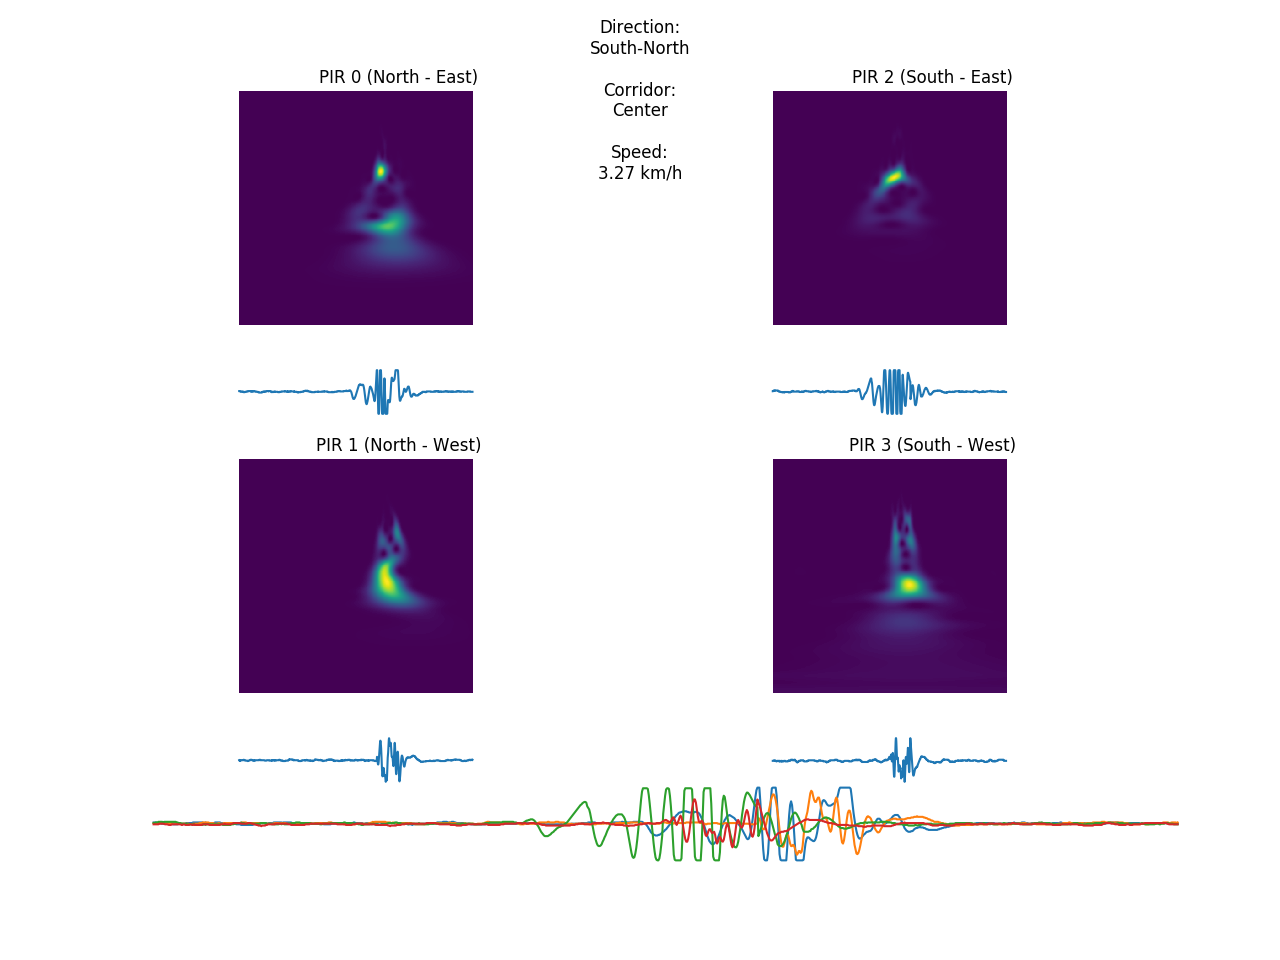 Direction:
South-North
Corridor:
Center
Speed:
3.27 km/h
PIR 0 (North - East)
PIR 2 (South - East)
PIR 1 (North - West)
PIR 3 (South - West)